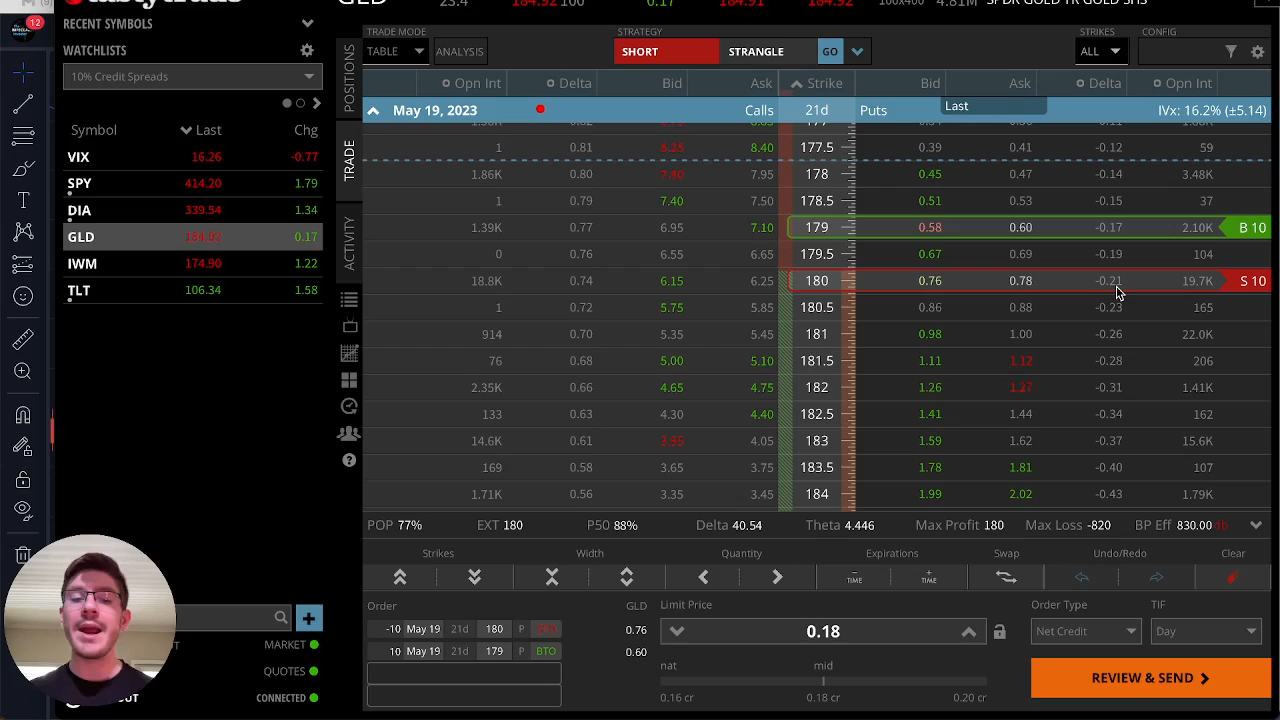 12
RECENT SYMBOLS
WATCHLISTS
10% Credit Spreads
Symbol Last Chg
VIX 16.26 -0.77
SPY 414.20 1.79
DIA 339.54 1.34
GLD 184.92 0.17
IWM 174.90 1.22
TLT 106.34 1.58
MARKET
QUOTES
CONNECTED
POSITIONS
TRADE
ACTIVITY
TRADE MODE STRATEGY STRIKES CONFIG
TABLE ANALYSIS SHORT STRANGLE GO ALL
Opn Int Delta Bid Ask Strike Bid Ask Delta Opn Int
May 19, 2023 Calls 21d Puts Last IVx: 16.2% (±5.14)
1 0.81 8.40 177.5 0.39 0.41 -0.12 59
1.86K 0.80 7.95 178 0.45 0.47 -0.14 3.48K
1 0.79 7.40 7.50 178.5 0.51 0.53 -0.15 37
1.39K 0.77 6.95 7.10 179 0.58 0.60 -0.17 2.10K B 10
0 0.76 6.55 6.65 179.5 0.67 0.69 -0.19 104
18.8K 0.74 6.15 6.25 180 0.76 0.78 -0.21 19.7K S 10
1 0.72 5.75 5.85 180.5 0.86 0.88 -0.23 165
914 0.70 5.35 5.45 181 0.98 1.00 -0.26 22.0K
76 0.68 5.00 5.10 181.5 1.11 1.12 -0.28 206
2.35K 0.66 4.65 4.75 182 1.26 1.27 -0.31 1.41K
133 0.63 4.30 4.40 182.5 1.41 1.44 -0.34 162
14.6K 0.61 4.05 183 1.59 1.62 -0.37 15.6K
169 0.58 3.65 3.75 183.5 1.78 1.81 -0.40 107
1.71K 0.56 3.35 3.45 184 1.99 2.02 -0.43 1.79K
POP 77% EXT 180 P50 88% Delta 40.54 Theta 4.446 Max Profit 180 Max Loss -820 BP Eff 830.00 db
Strikes Width Quantity Expirations Swap Undo/Redo Clear
TIME TIME
Order GLD Limit Price Order Type TIF
-10 May 19 21d 180 P STO 0.76 0.18 Net Credit Day
10 May 19 21d 179 P BTO 0.60
nat mid
0.16 cr 0.18 cr 0.20 cr
REVIEW & SEND